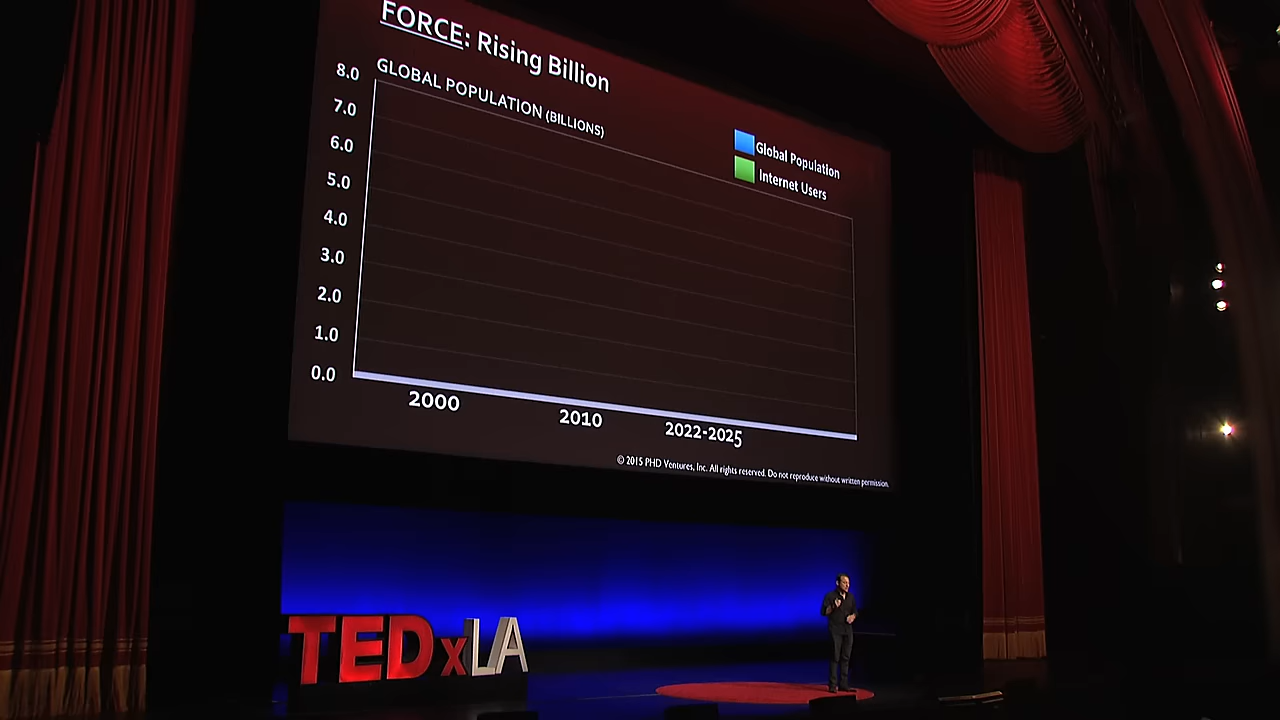 FORCE: Rising Billion
GLOBAL POPULATION (BILLIONS)
8.0
7.0
6.0
5.0
4.0
3.0
2.0
1.0
0.0
Global Population
Internet Users
2000
2010
2022-2025
© 2015 PHD Ventures, Inc. All rights reserved. Do not reproduce without written permission.
TEDxLA